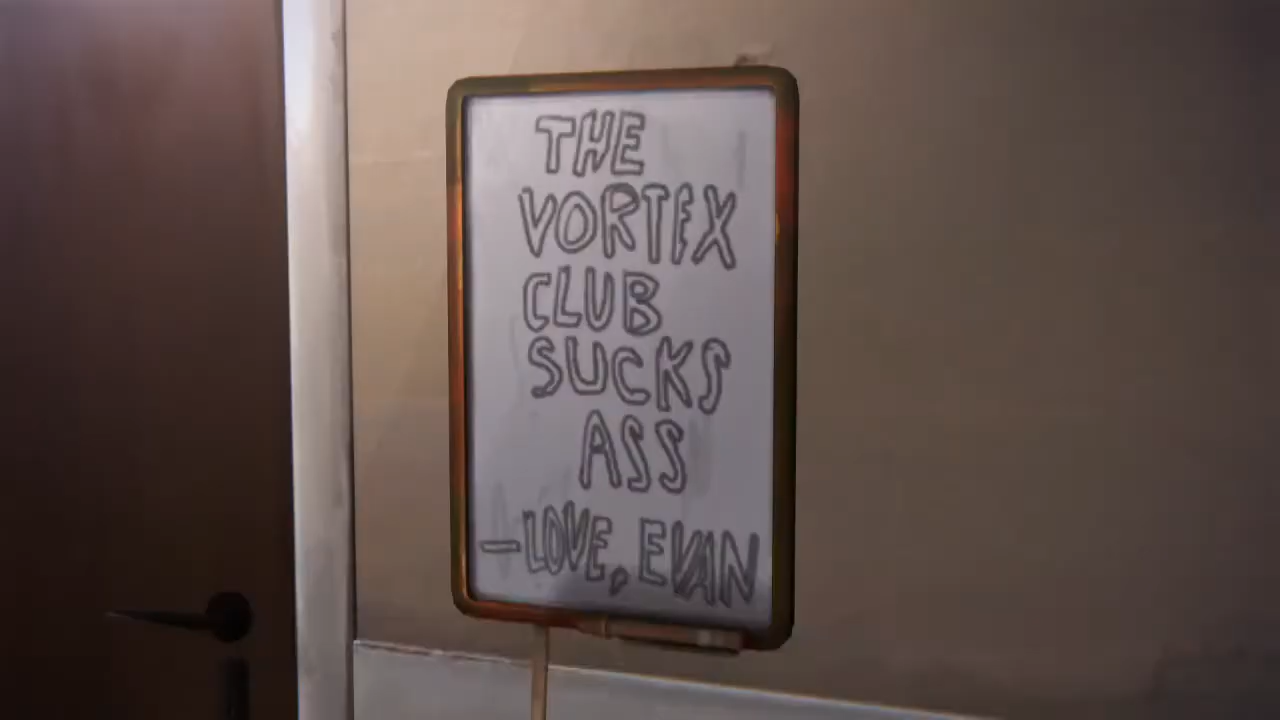 THE
VORTEX
CLUB
SUCKS
ASS
-LOVE, EVAN